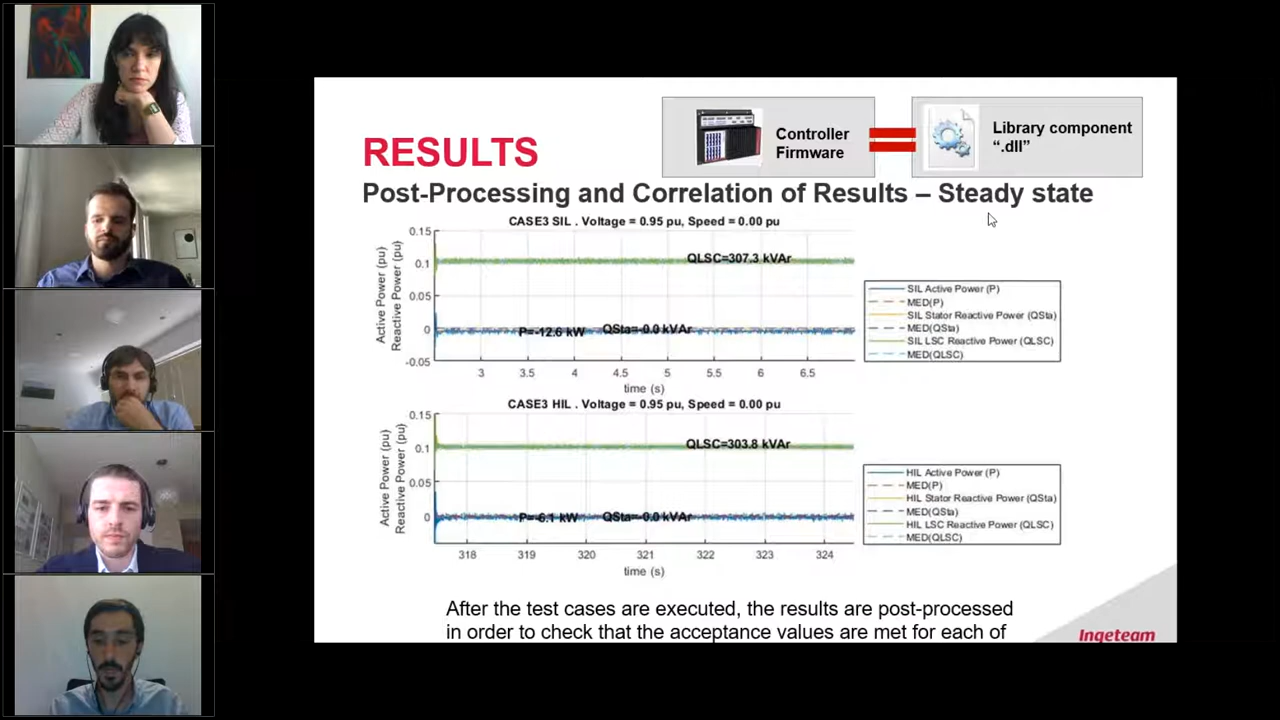 Controller
Firmware
Library component
“.dll”
RESULTS
Post-Processing and Correlation of Results – Steady state
CASE3 SIL . Voltage = 0.95 pu, Speed = 0.00 pu
Active Power (pu)
Reactive Power (pu)
0.15
0.1
0.05
0
-0.05
QLSC=307.3 kVAr
P=-12.6 kW
QSta=-0.0 kVAr
3
3.5
4
4.5
5
5.5
6
6.5
time (s)
SIL Active Power (P)
MED(P)
SIL Stator Reactive Power (QSta)
MED(QSta)
SIL LSC Reactive Power (QLSC)
MED(QLSC)
CASE3 HIL . Voltage = 0.95 pu, Speed = 0.00 pu
Active Power (pu)
Reactive Power (pu)
0.15
0.1
0.05
0
QLSC=303.8 kVAr
P=-6.1 kW
QSta=-0.0 kVAr
318
319
320
321
322
323
324
time (s)
HIL Active Power (P)
MED(P)
HIL Stator Reactive Power (QSta)
MED(QSta)
HIL LSC Reactive Power (QLSC)
MED(QLSC)
After the test cases are executed, the results are post-processed
in order to check that the acceptance values are met for each of
Ingeteam